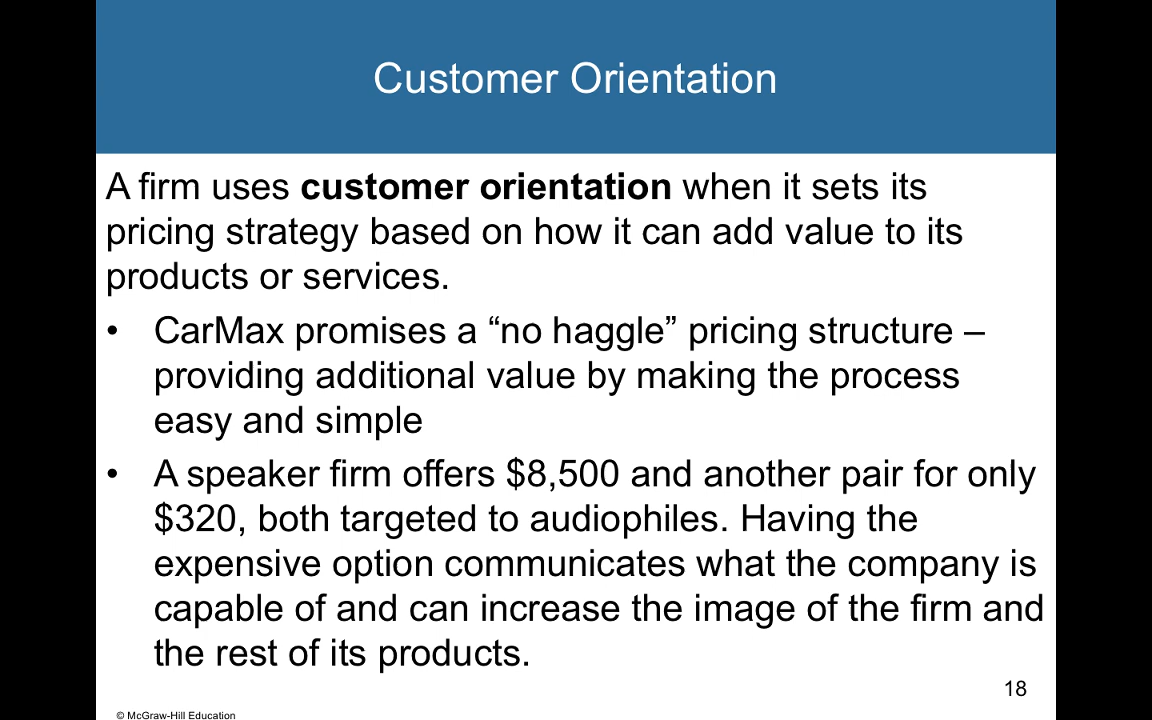 Customer Orientation
A firm uses customer orientation when it sets its
pricing strategy based on how it can add value to its
products or services.
• CarMax promises a “no haggle” pricing structure –
providing additional value by making the process
easy and simple
• A speaker firm offers $8,500 and another pair for only
$320, both targeted to audiophiles. Having the
expensive option communicates what the company is
capable of and can increase the image of the firm and
the rest of its products.
18
© McGraw-Hill Education